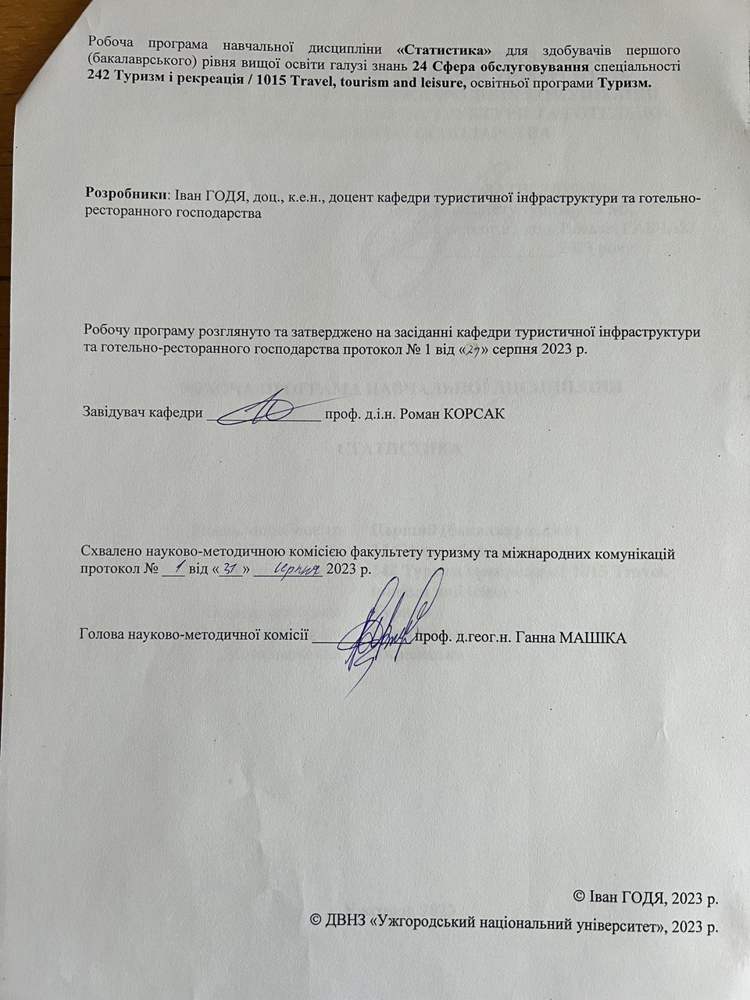 Робоча програма навчальної дисципліни «Статистика» для здобувачів першого
(бакалаврського) рівня вищої освіти галузі знань 24 Сфера обслуговування спеціальності
242 Туризм і рекреація / 1015 Travel, tourism and leisure, освітньої програми Туризм.
Розробники: Іван ГОДЯ, доц., к.е.н., доцент кафедри туристичної інфраструктури та готельно-
ресторанного господарства
Робочу програму розглянуто та затверджено на засіданні кафедри туристичної інфраструктури
та готельно-ресторанного господарства протокол № 1 від «29» серпня 2023 р.
Завідувач кафедри проф. д.і.н. Роман КОРСАК
Схвалено науково-методичною комісією факультету туризму та міжнародних комунікацій
протокол № 1 від «31» серпня 2023 р.
Голова науково-методичної комісії проф. д.геог.н. Ганна МАШІКА
© Іван ГОДЯ, 2023 р.
© ДВНЗ «Ужгородський національний університет», 2023 р.